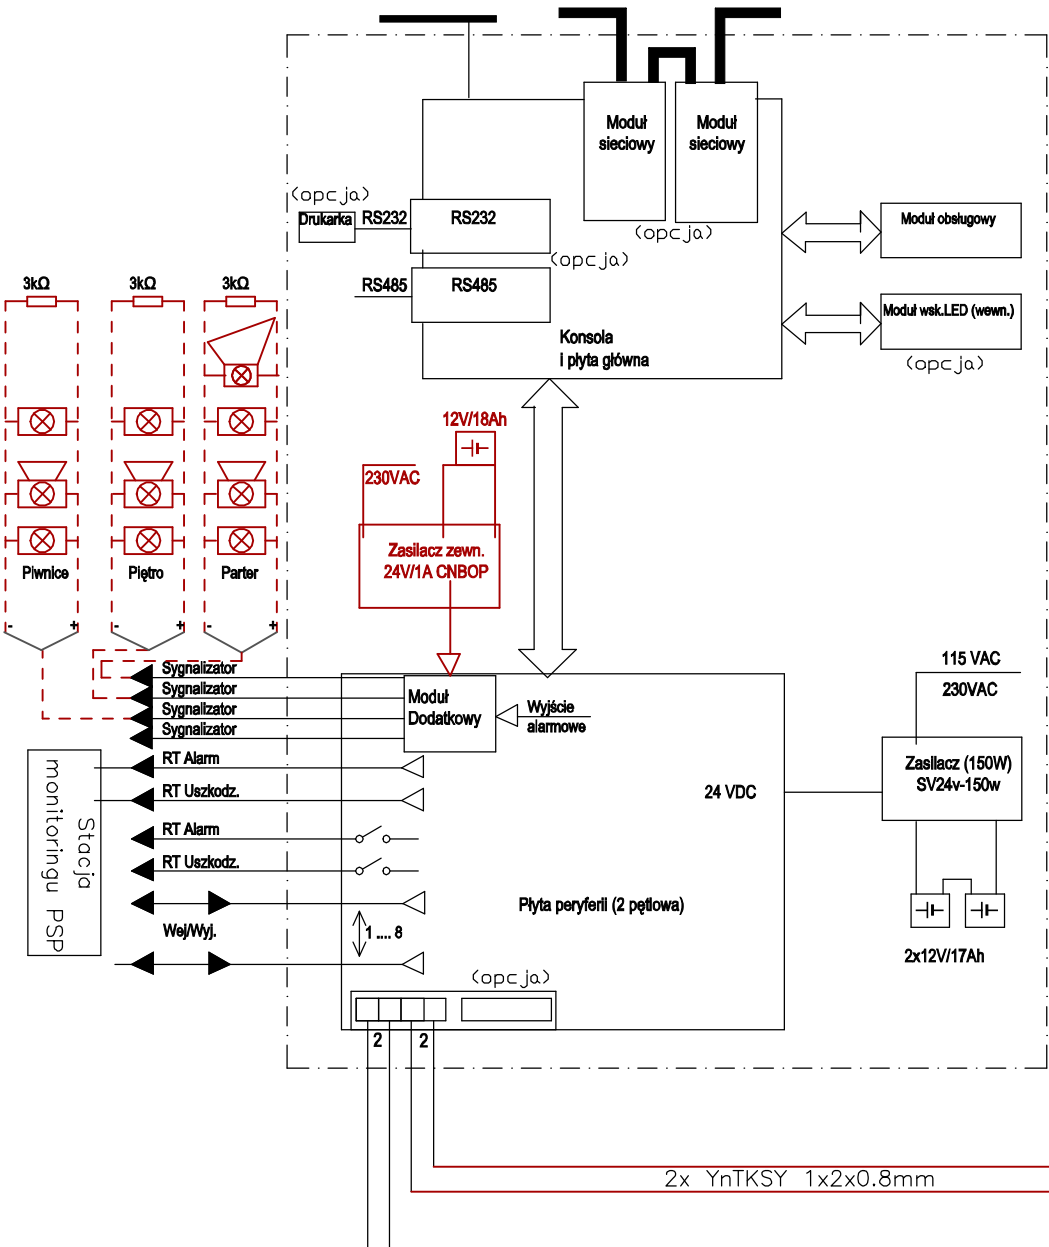 Moduł
sieciowy
Moduł
sieciowy
(opcja)
(opcja)
Drukarka
RS232
RS232
(opcja)
RS485
RS485
Konsola
i płyta główna
Moduł obsługowy
Moduł wsk.LED (wewn.)
(opcja)
3kΩ
3kΩ
3kΩ
12V/18Ah
230VAC
Zasilacz zewn.
24V/1A CNBOP
Piwnice
Piętro
Parter
-
+
-
+
-
+
Sygnalizator
Sygnalizator
Sygnalizator
Sygnalizator
Moduł
Dodatkowy
Wyjście
alarmowe
115 VAC
230VAC
Zasilacz (150W)
SV24v-150w
24 VDC
2x12V/17Ah
RT Alarm
RT Uszkodz.
RT Alarm
RT Uszkodz.
Stacja
monitoringu PSP
Wej/Wyj.
1 .... 8
Płyta peryferii (2 pętlowa)
(opcja)
2
2
2x YnTKSY 1x2x0.8mm